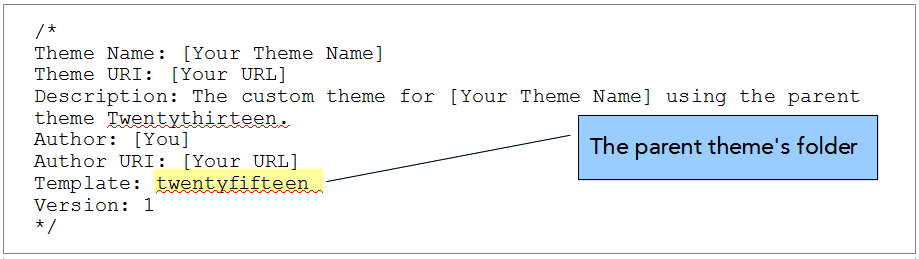 /*
Theme Name: [Your Theme Name]
Theme URI: [Your URL]
Description: The custom theme for [Your Theme Name] using the parent
theme Twentythirteen.
Author: [You]
Author URI: [Your URL]
Template: twentyfifteen
The parent theme's folder
Version: 1
*/